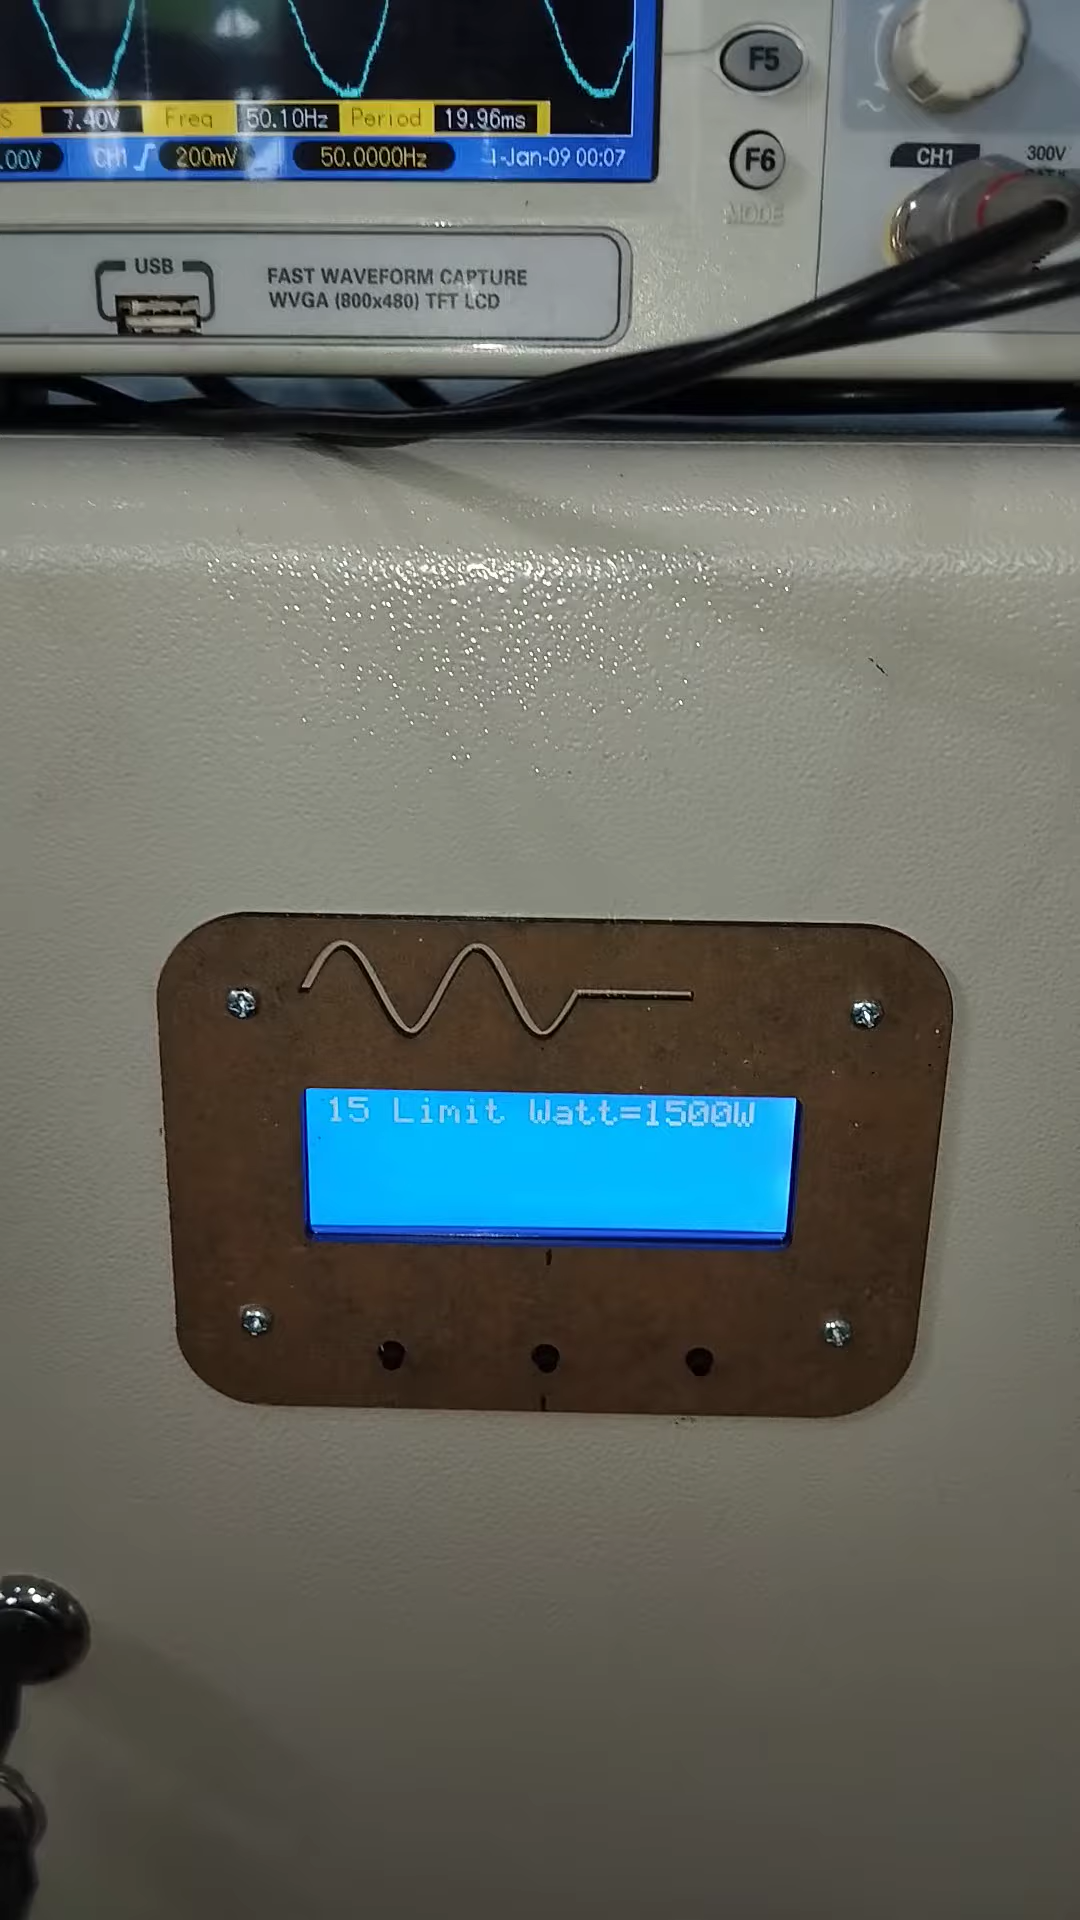 F5
S 7.40V Freq 50.10Hz Period 19.96ms
.00V CH1 200mV 50.0000Hz -Jan-09 00:07
F6
MODE
CH1
300V
USB
FAST WAVEFORM CAPTURE
WVGA (800x480) TFT LCD
15 Limit Watt=1500W